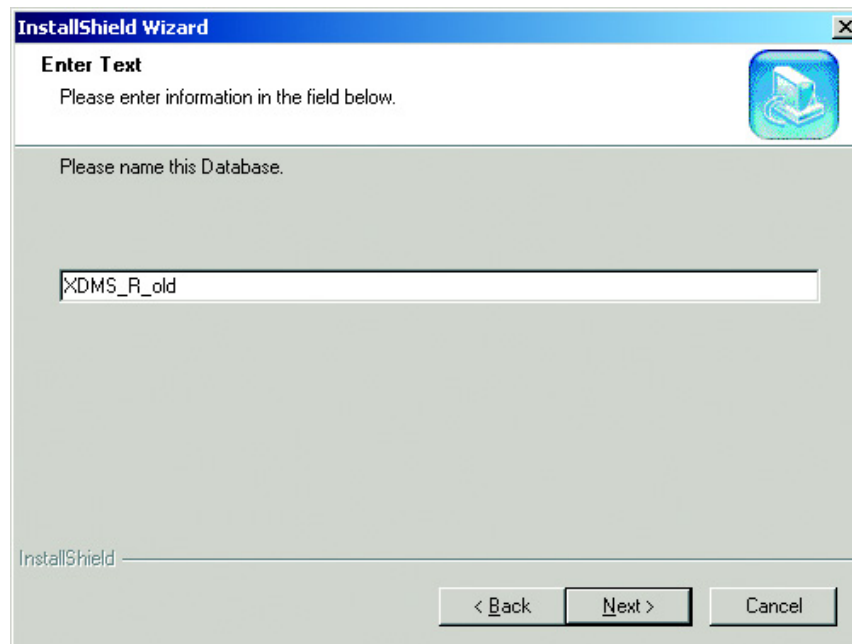 InstallShield Wizard
Enter Text
Please enter information in the field below.
Please name this Database.
XDMS_R_old
InstallShield
< Back Next > Cancel